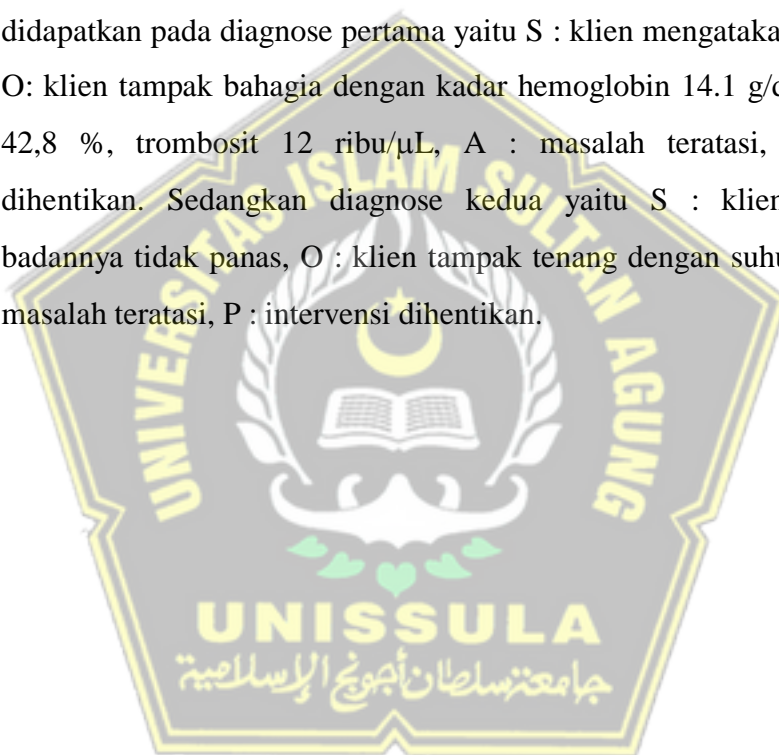 didapatkan pada diagnose pertama yaitu S : klien mengataka
O: klien tampak bahagia dengan kadar hemoglobin 14.1 g/d
42,8 %, trombosit 12 ribu/μL, A : masalah teratasi,
dihentikan. Sedangkan diagnose kedua yaitu S : klien
badannya tidak panas, O : klien tampak tenang dengan suhu
masalah teratasi, P : intervensi dihentikan.
UNIVERSITAS ISLAM SULTAN AGUNG
UNISSULA
جامعة سلطان أجونج الإسلامية